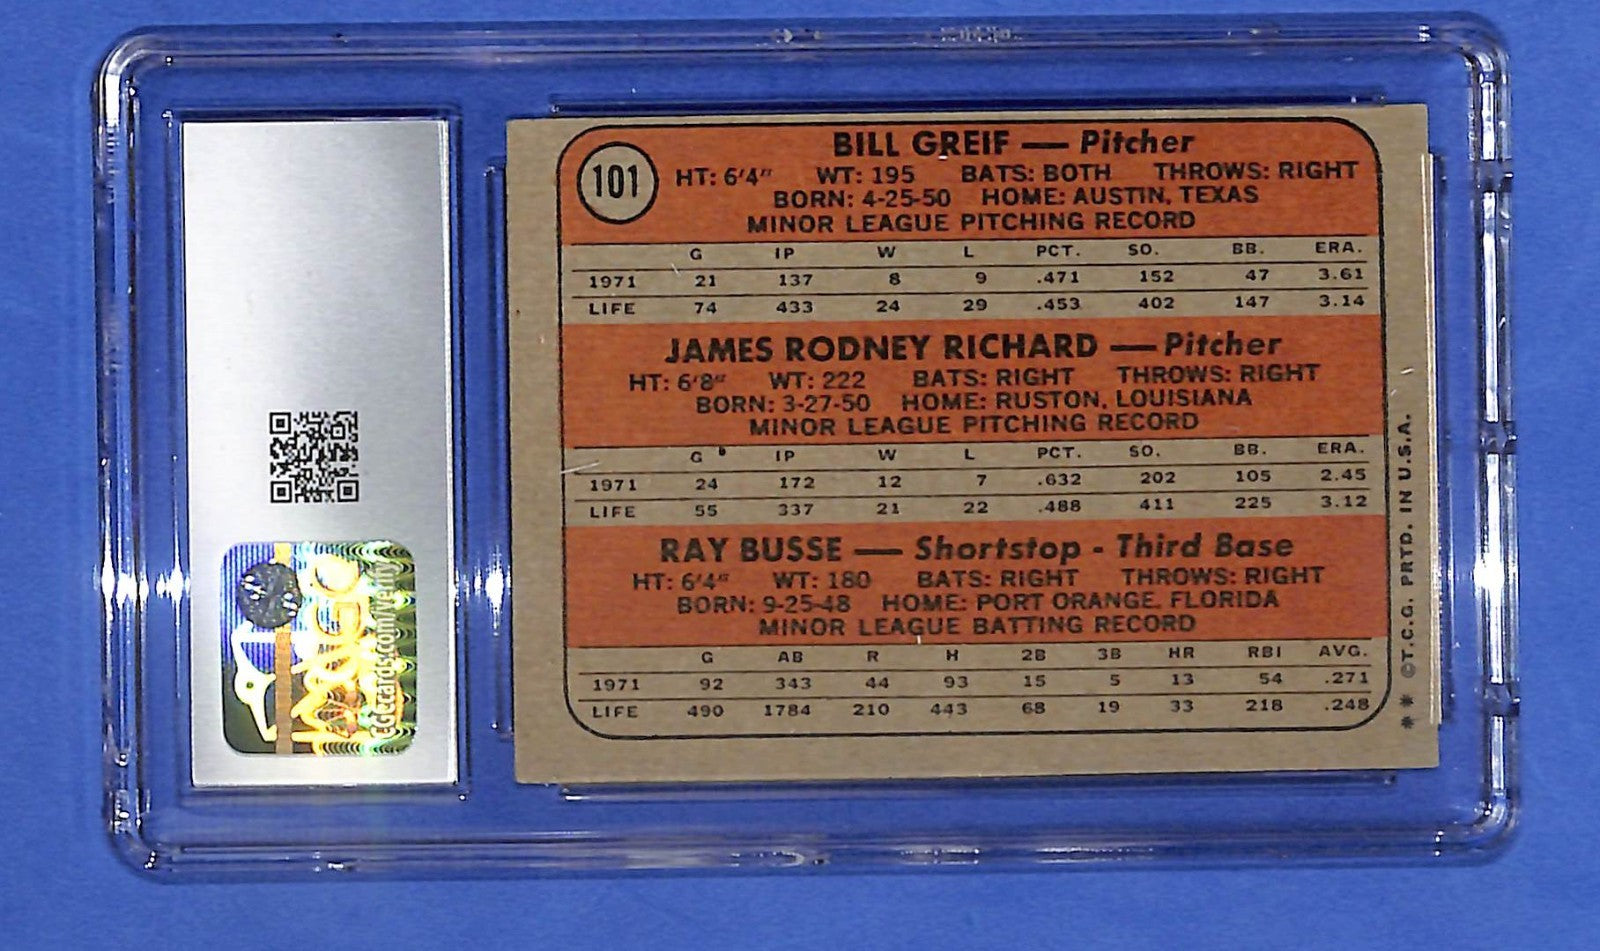 101
BILL GREIF — Pitcher
HT: 6'4" WT: 195 BATS: BOTH THROWS: RIGHT
BORN: 4-25-50 HOME: AUSTIN, TEXAS
MINOR LEAGUE PITCHING RECORD
G IP W L PCT. SO. BB. ERA.
1971 21 137 8 9 .471 152 47 3.61
LIFE 74 433 24 29 .453 402 147 3.14
JAMES RODNEY RICHARD — Pitcher
HT: 6'8" WT: 222 BATS: RIGHT THROWS: RIGHT
BORN: 3-27-50 HOME: RUSTON, LOUISIANA
MINOR LEAGUE PITCHING RECORD
G IP W L PCT. SO. BB. ERA.
1971 24 172 12 7 .632 202 105 2.45
LIFE 55 337 21 22 .488 411 225 3.12
RAY BUSSE — Shortstop - Third Base
HT: 6'4" WT: 180 BATS: RIGHT THROWS: RIGHT
BORN: 9-25-48 HOME: PORT ORANGE, FLORIDA
MINOR LEAGUE BATTING RECORD
G AB R H 2B 3B HR RBI AVG.
1971 92 343 44 93 15 5 13 54 .271
LIFE 490 1784 210 443 68 19 33 218 .248
** ©T.C.G. PRTD. IN U.S.A.
CGCcards.com/Verify